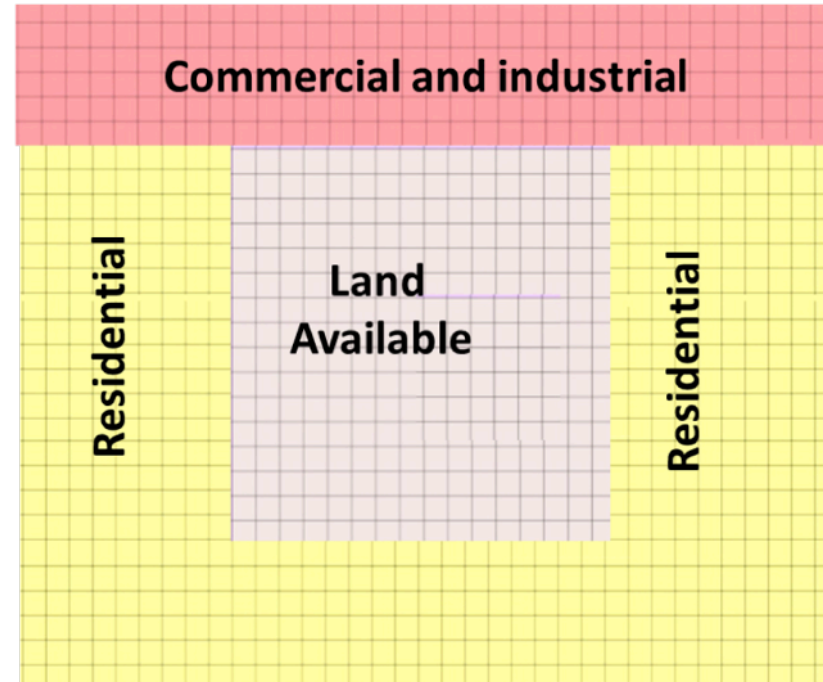 Commercial and industrial
Residential
Land
Available
Residential